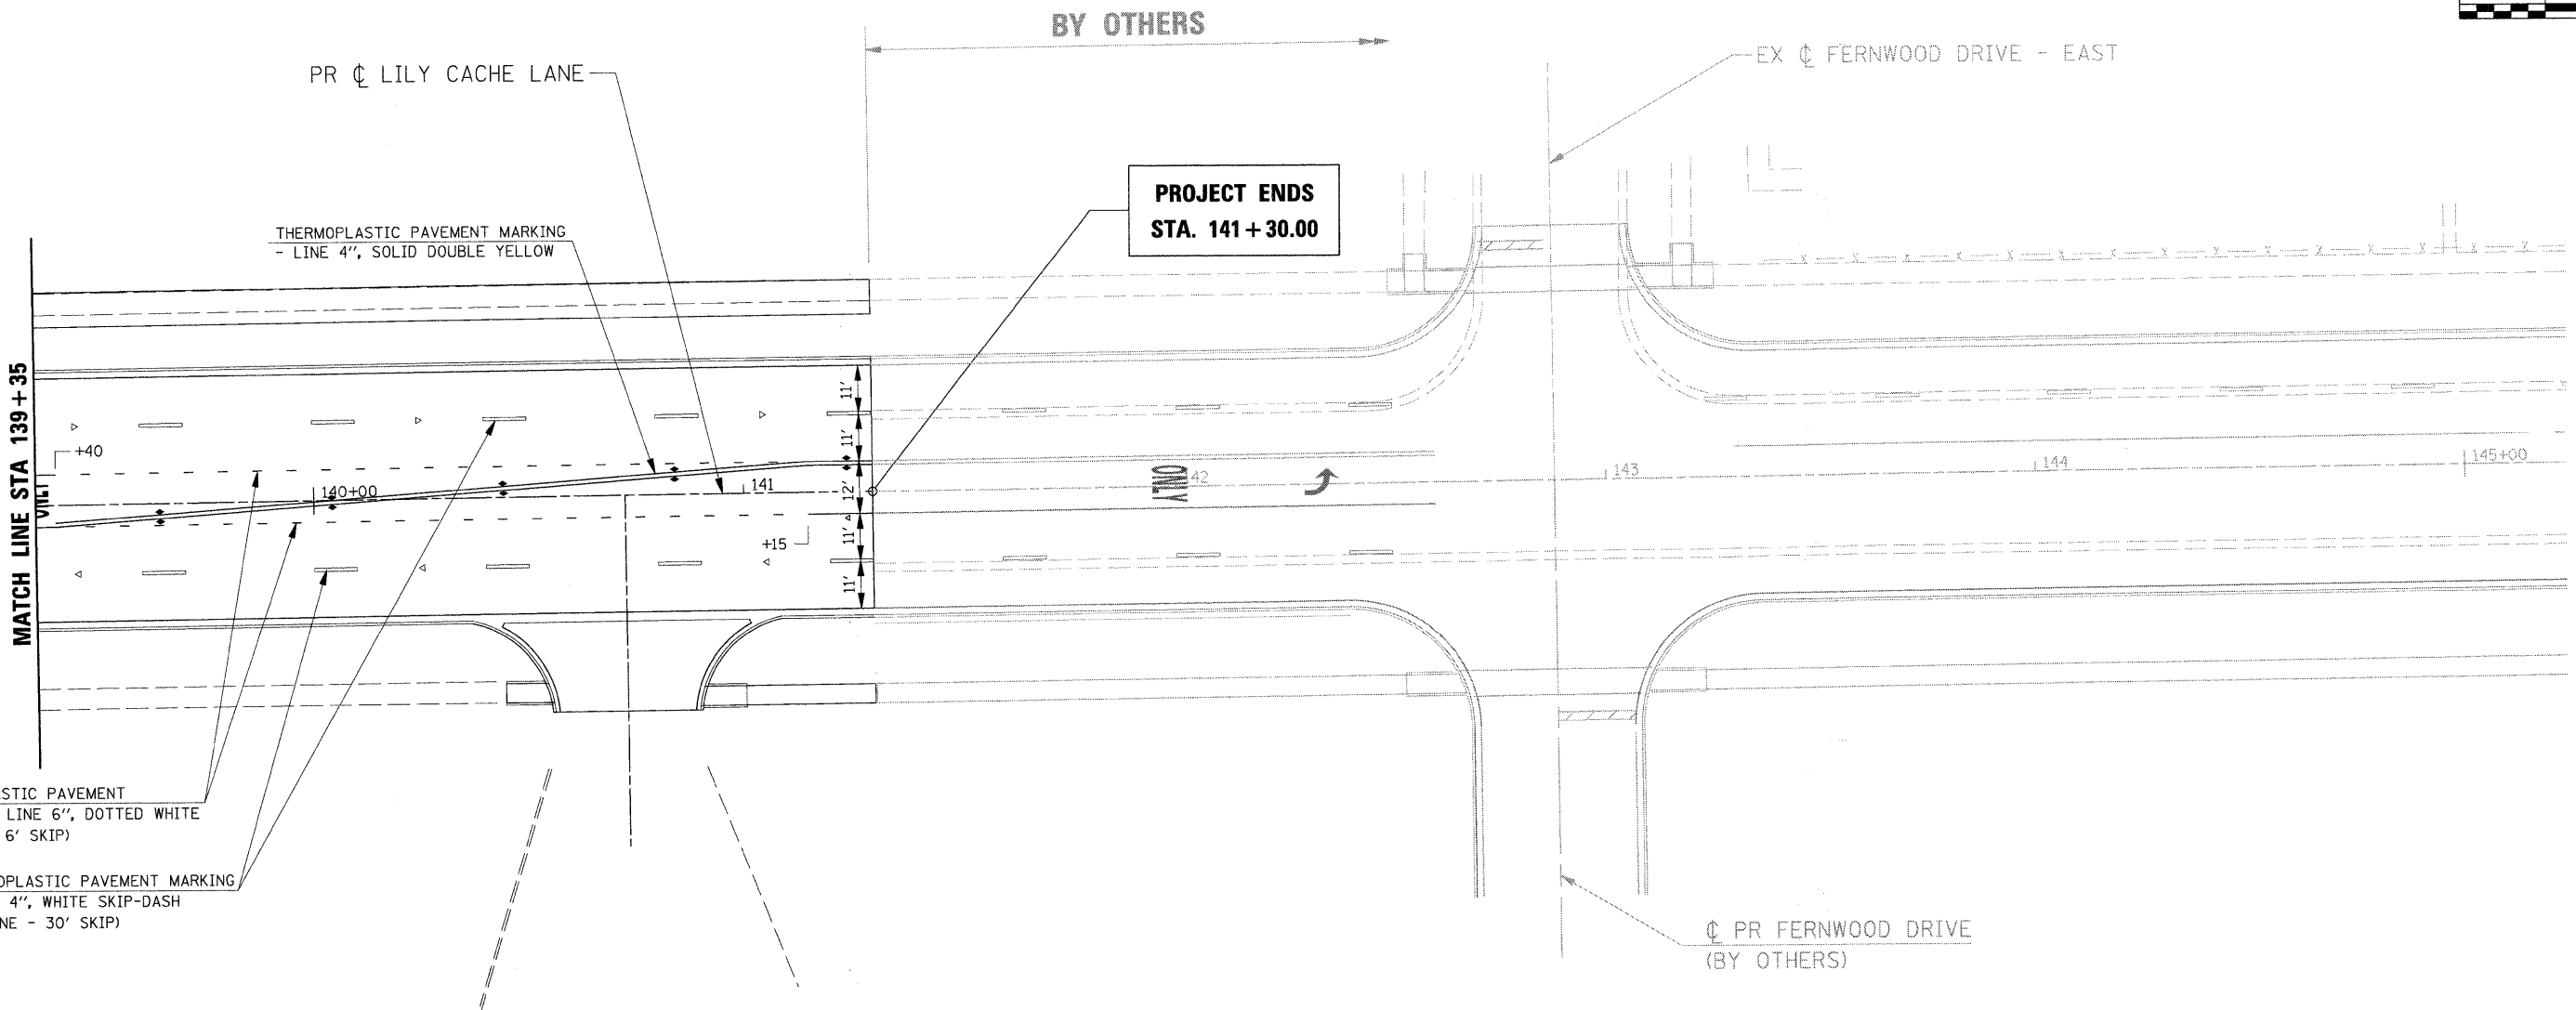 BY OTHERS
PR ℄ LILY CACHE LANE
EX ℄ FERNWOOD DRIVE - EAST
PROJECT ENDS
STA. 141+30.00
THERMOPLASTIC PAVEMENT MARKING
- LINE 4", SOLID DOUBLE YELLOW
MATCH LINE STA 139+35
+40
140+00
141
+15
11'
11'
12'
11'
11'
ONLY
42
143
144
145+00
STIC PAVEMENT
LINE 6", DOTTED WHITE
6' SKIP)
OPLASTIC PAVEMENT MARKING
4", WHITE SKIP-DASH
NE - 30' SKIP)
℄ PR FERNWOOD DRIVE
(BY OTHERS)